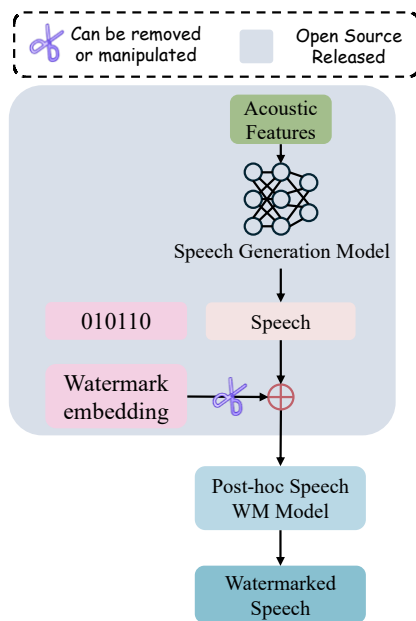 Can be removed
or manipulated
Open Source
Released
Acoustic
Features
Speech Generation Model
010110
Speech
Watermark
embedding
Post-hoc Speech
WM Model
Watermarked
Speech